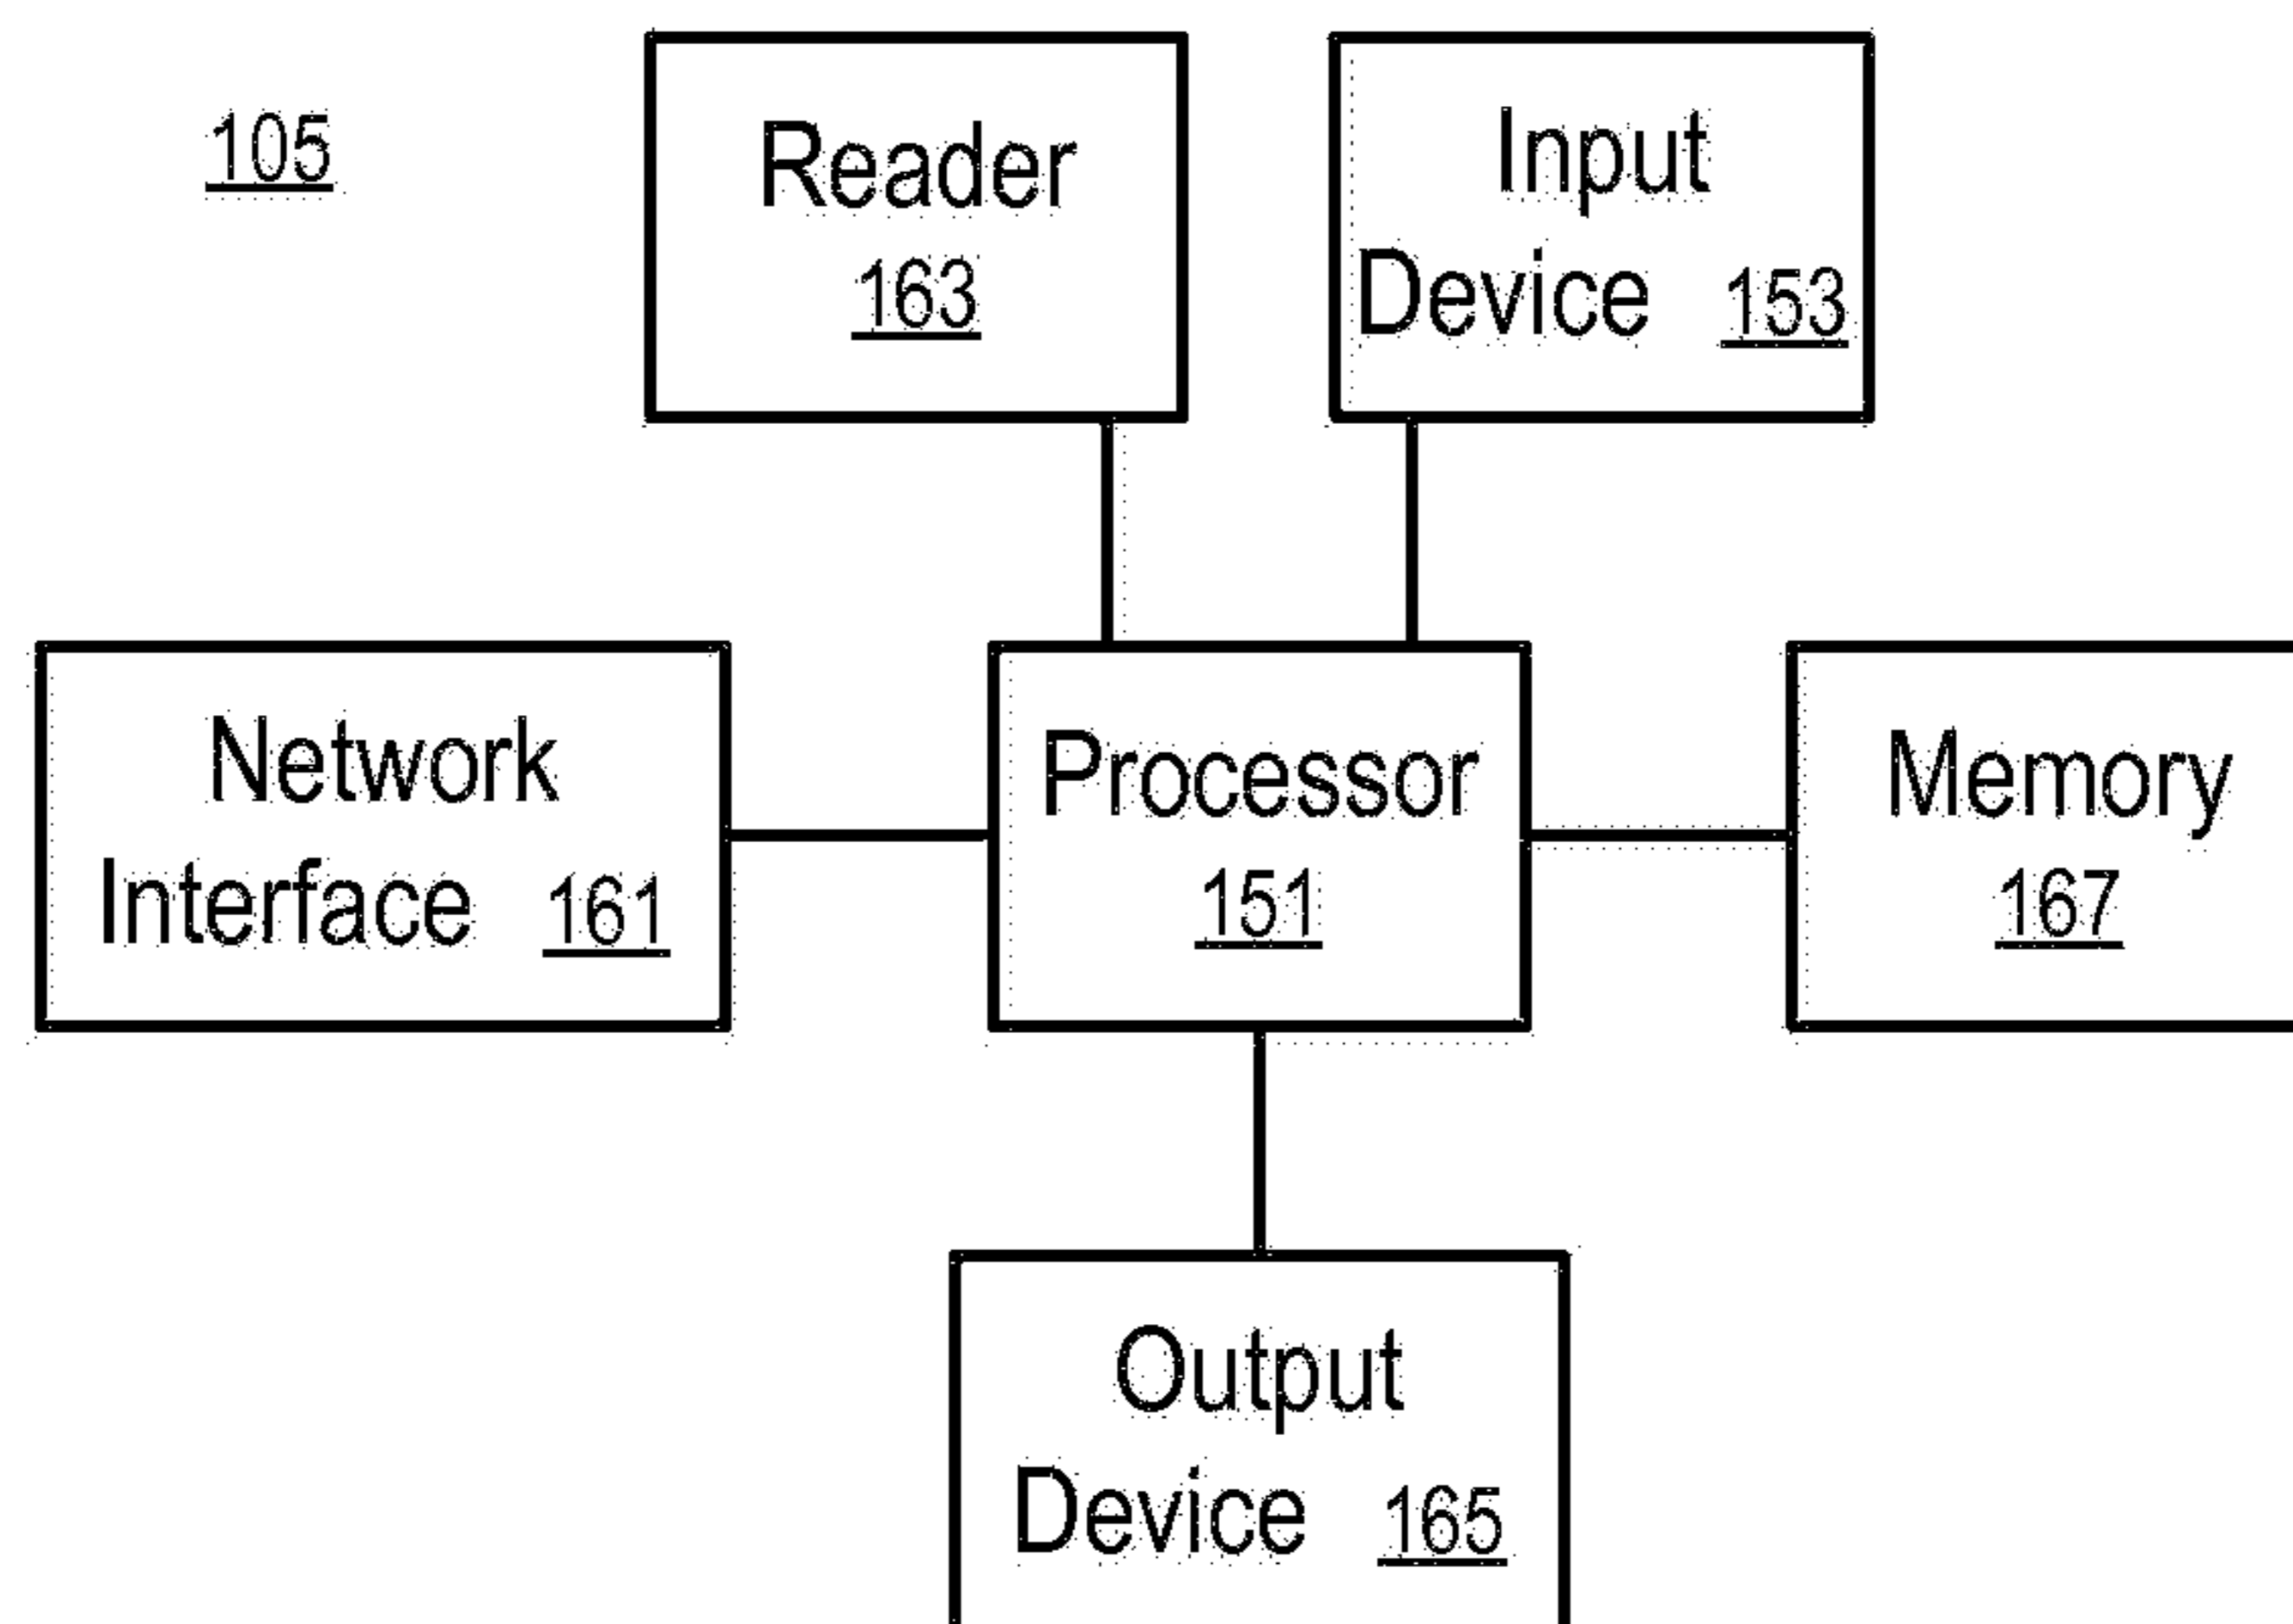 105
Reader
163
Input
Device 153
Network
Interface 161
Processor
151
Memory
167
Output
Device 165